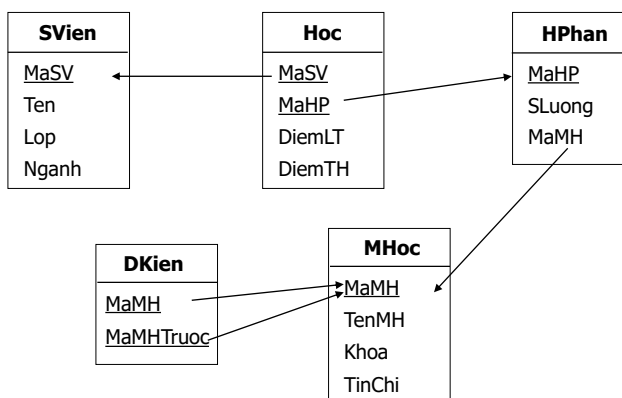 SVien
MaSV
Ten
Lop
Nganh
Hoc
MaSV
MaHP
DiemLT
DiemTH
HPhan
MaHP
SLuong
MaMH
DKien
MaMH
MaMHTruoc
MHoc
MaMH
TenMH
Khoa
TinChi